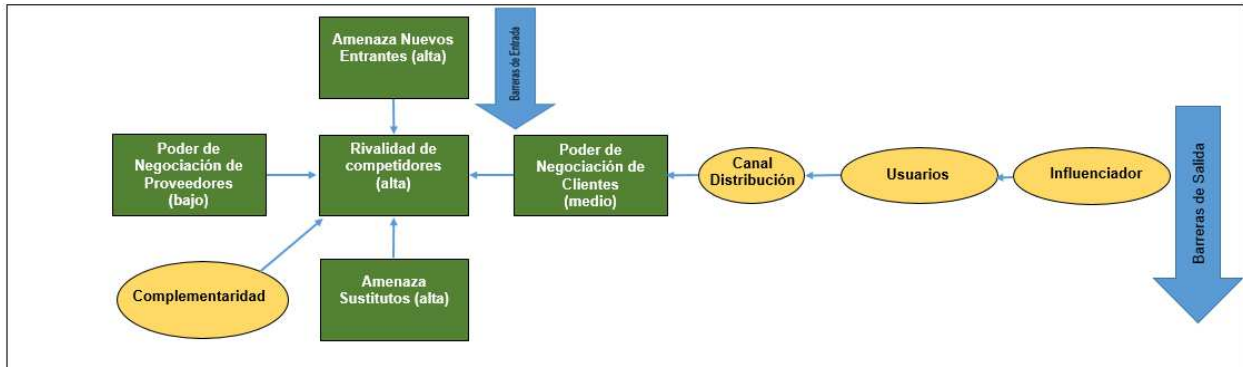 Amenaza Nuevos
Entrantes (alta)
Barreras de Entrada
Poder de
Negociación de
Proveedores
(bajo)
Rivalidad de
competidores
(alta)
Poder de
Negociación de
Clientes
(medio)
Canal
Distribución
Usuarios
Influenciador
Barreras de Salida
Complementaridad
Amenaza
Sustitutos (alta)